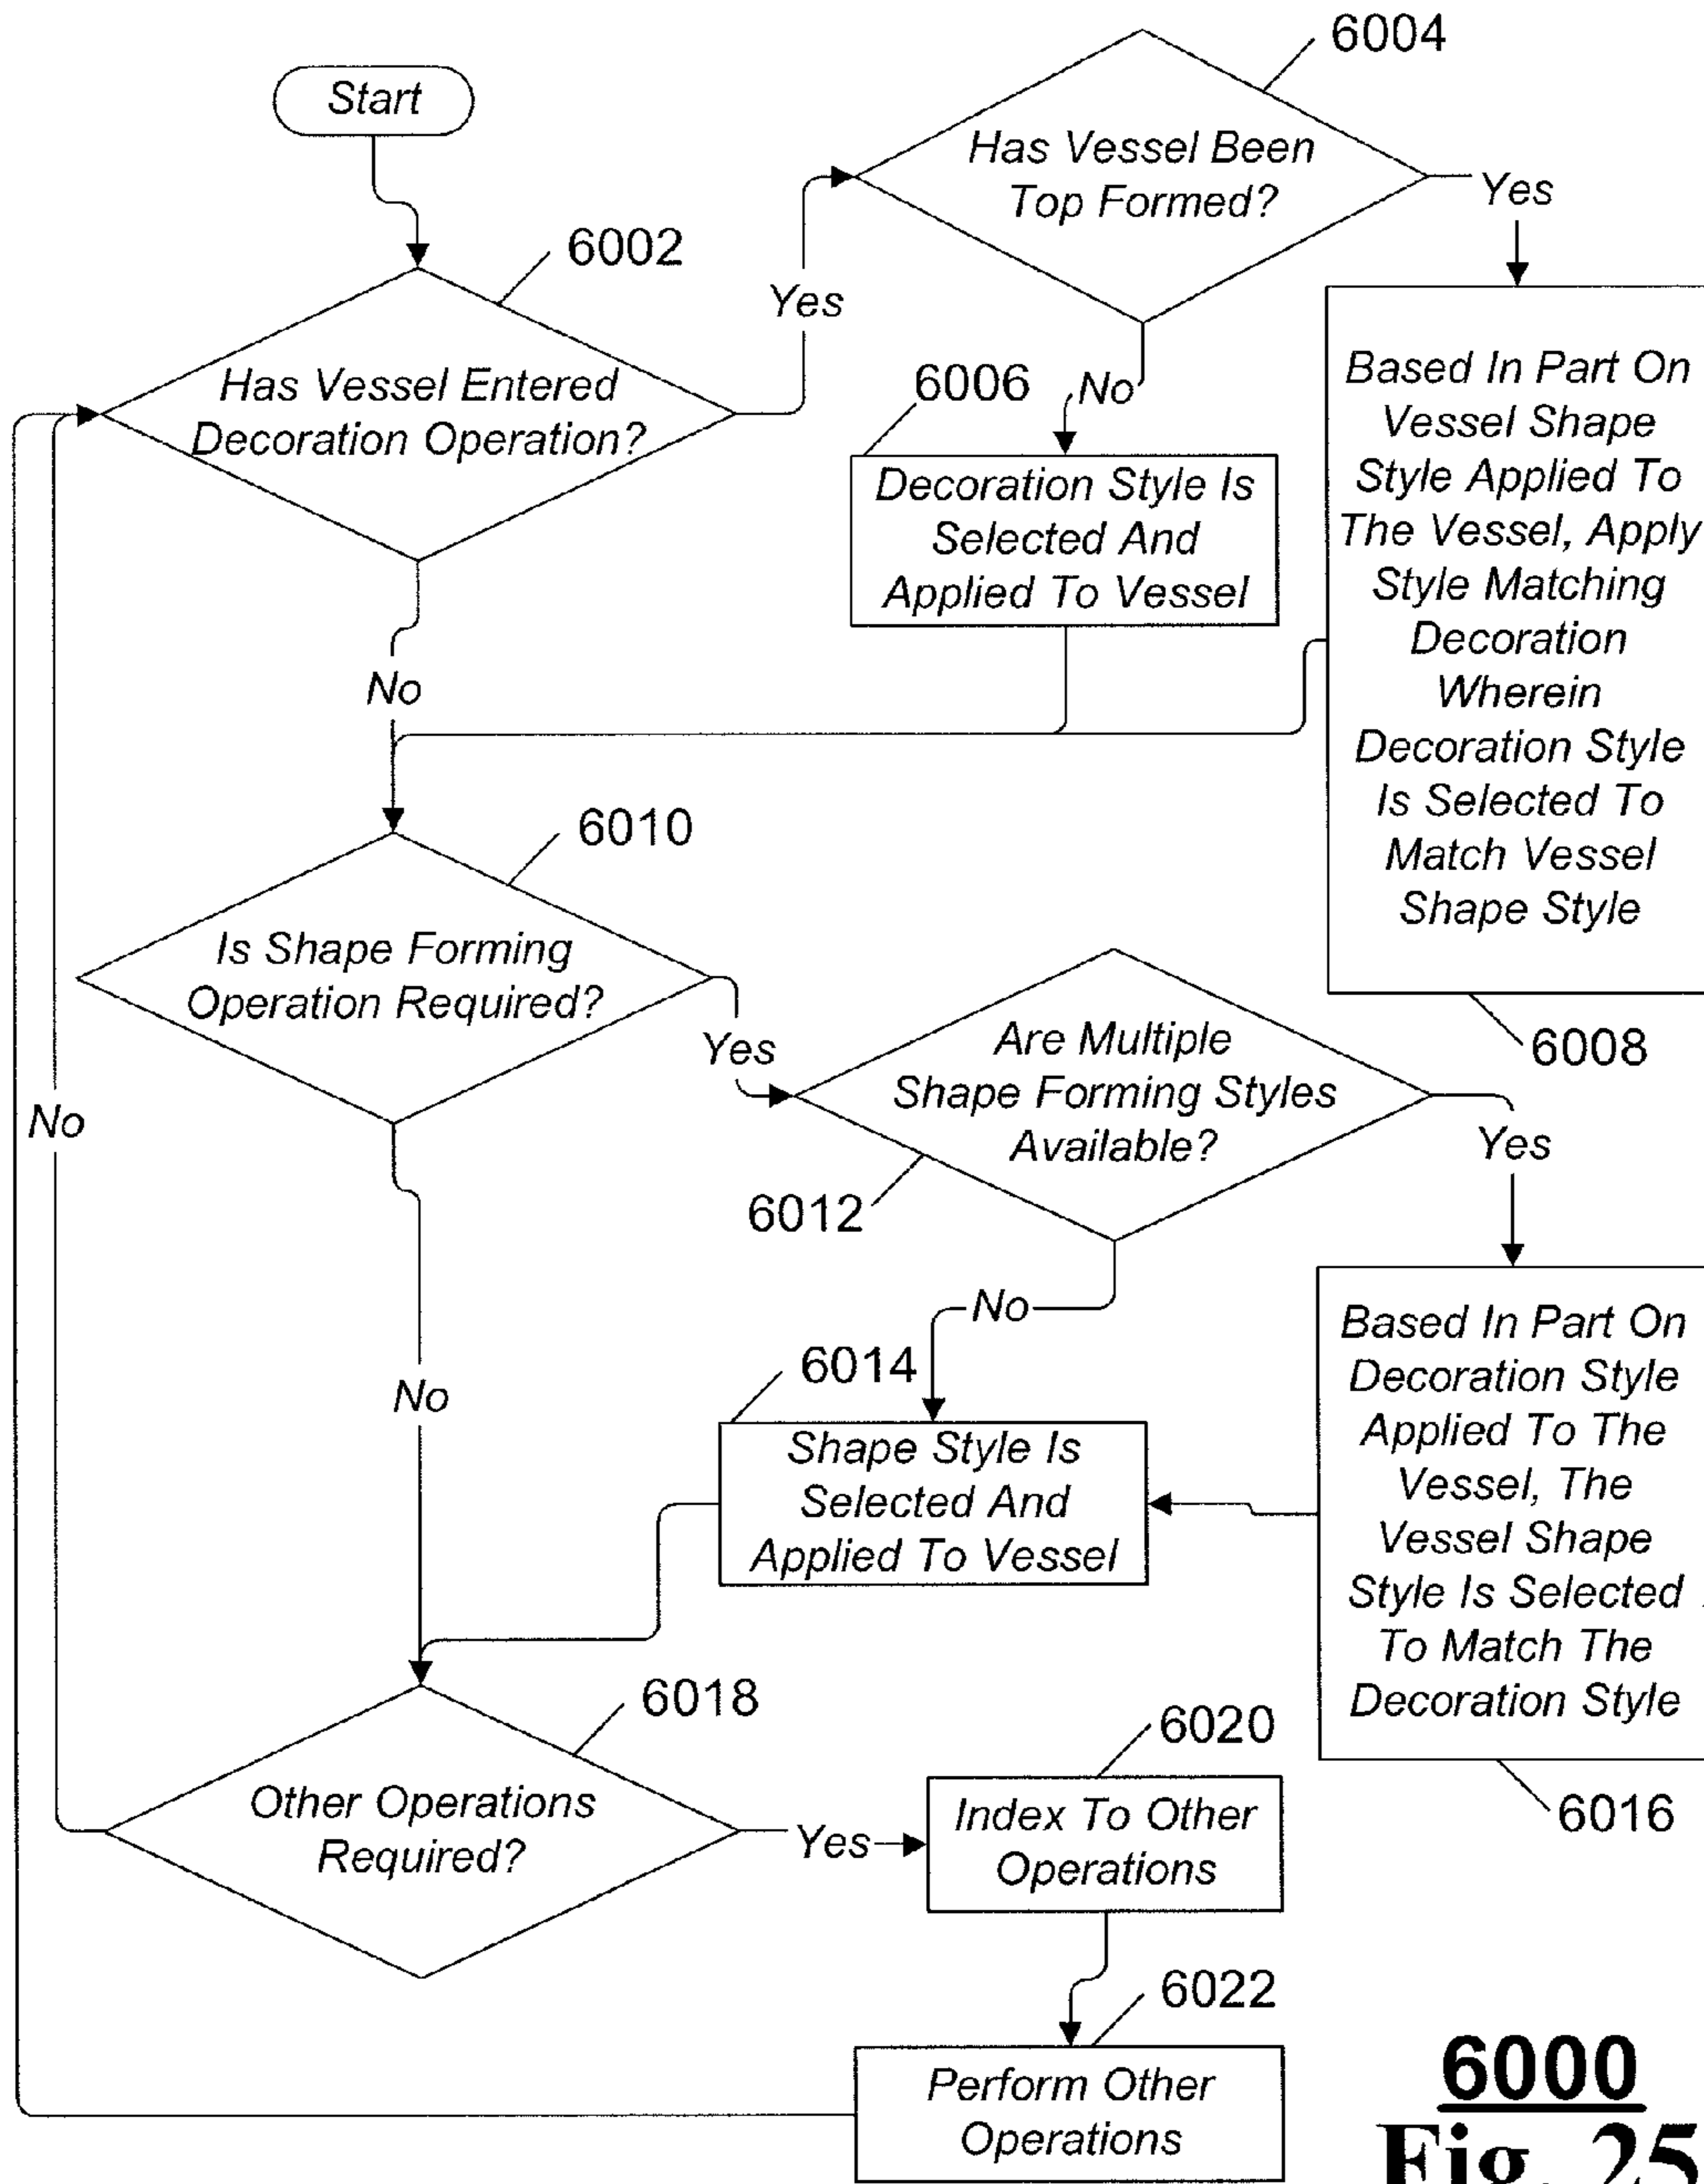 6004
Start
Has Vessel Been
Top Formed?
Yes
6002
Yes
Has Vessel Entered
Decoration Operation?
6006
No
Decoration Style Is
Selected And
Applied To Vessel
Based In Part On
Vessel Shape
Style Applied To
The Vessel, Apply
Style Matching
Decoration
Wherein
Decoration Style
Is Selected To
Match Vessel
Shape Style
6008
No
6010
Is Shape Forming
Operation Required?
Yes
Are Multiple
Shape Forming Styles
Available?
6012
Yes
No
No
No
6014
Shape Style Is
Selected And
Applied To Vessel
Based In Part On
Decoration Style
Applied To The
Vessel, The
Vessel Shape
Style Is Selected
To Match The
Decoration Style
6016
6018
Other Operations
Required?
Yes
6020
Index To Other
Operations
6022
Perform Other
Operations
6000
Fig. 25